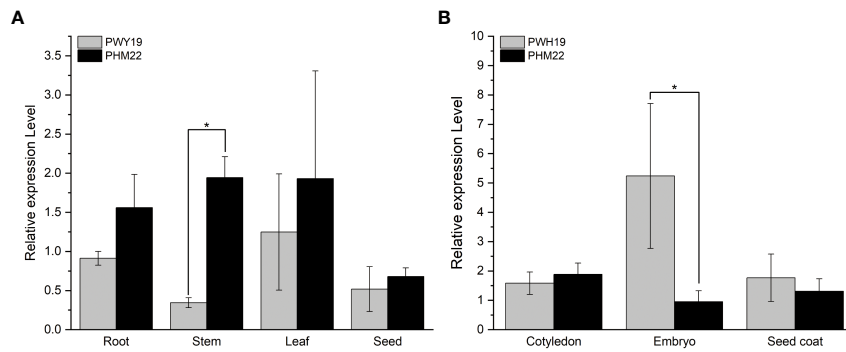 A
PWY19
PHM22
Relative expression Level
3.5
3.0
2.5
2.0
1.5
1.0
0.5
0.0
*
Root Stem Leaf Seed
B
PWH19
PHM22
Relative expression Level
10
9
8
7
6
5
4
3
2
1
0
*
Cotyledon Embryo Seed coat